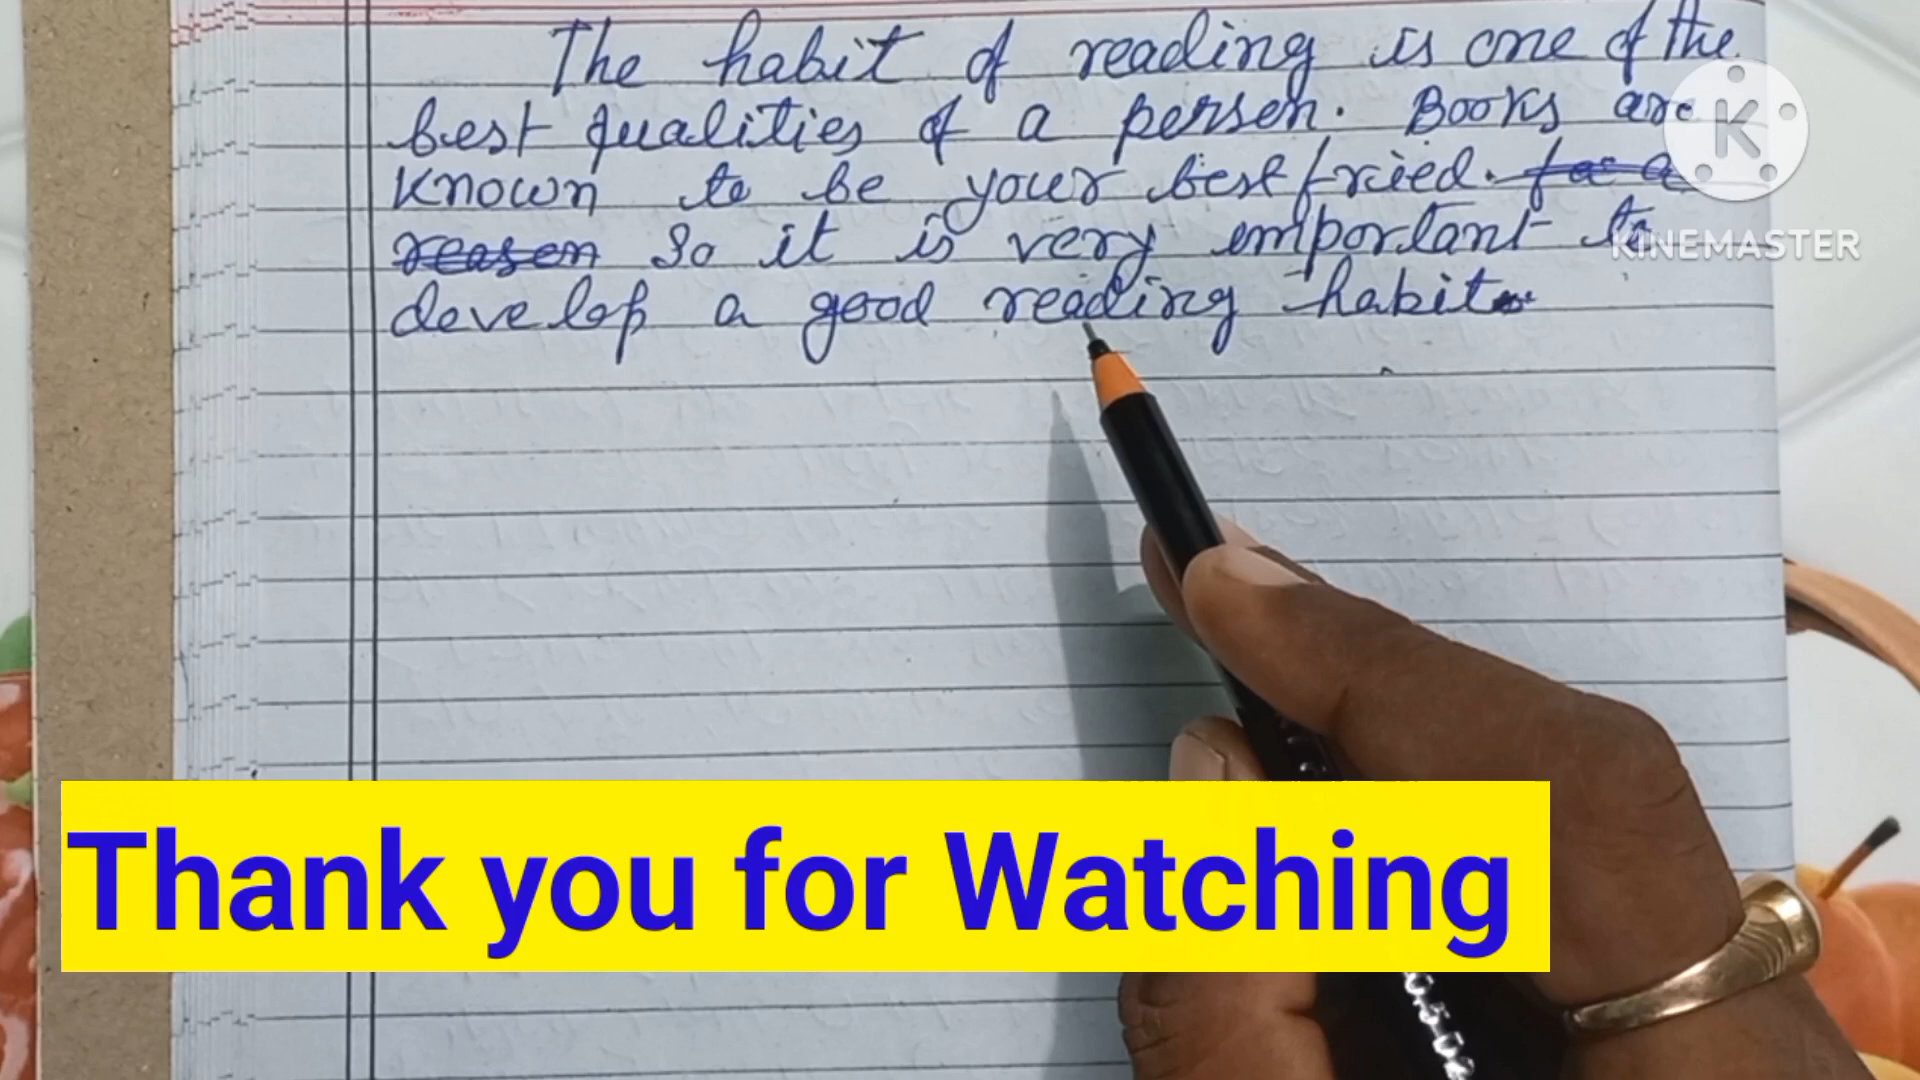 The habit of reading is one of the
best qualities of a person. Books are
known to be your best fried. for a
reason So it is very important to
develop a good reading habit
K
KINEMASTER
Thank you for Watching